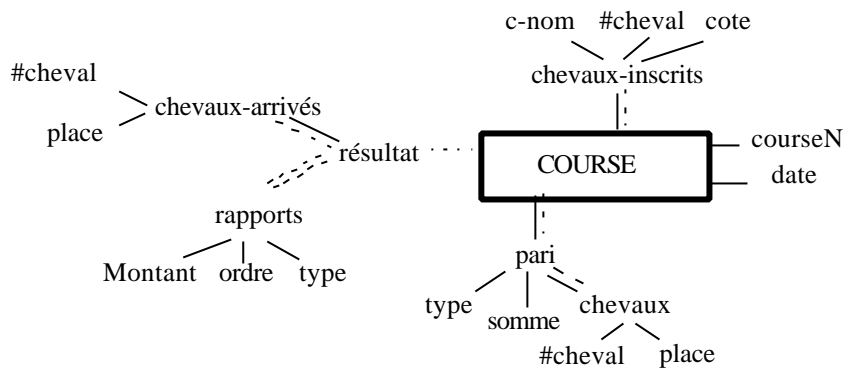 c-nom #cheval cote
#cheval chevaux-inscrits
chevaux-arrivés
place résultat COURSE courseN
date
rapports
Montant ordre type pari
type chevaux
somme
#cheval place